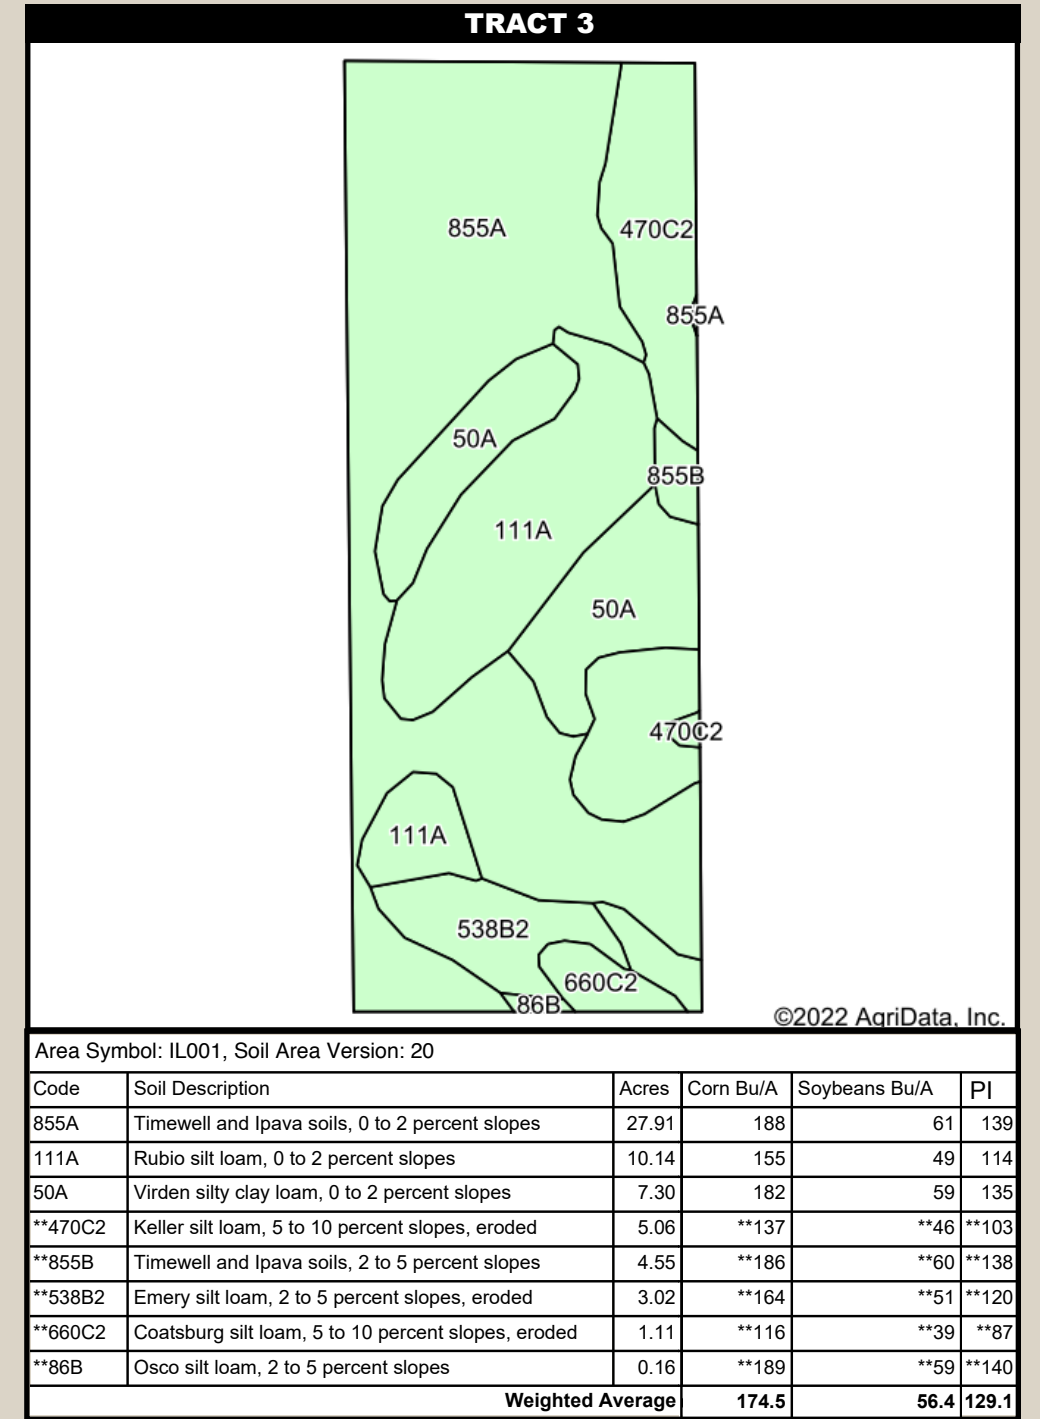 TRACT 3
855A
470C2
855A
50A
855B
111A
50A
470C2
111A
538B2
660C2
86B
©2022 AgriData, Inc.
Area Symbol: IL001, Soil Area Version: 20
Code Soil Description Acres Corn Bu/A Soybeans Bu/A PI
855A Timewell and Ipava soils, 0 to 2 percent slopes 27.91 188 61 139
111A Rubio silt loam, 0 to 2 percent slopes 10.14 155 49 114
50A Virden silty clay loam, 0 to 2 percent slopes 7.30 182 59 135
**470C2 Keller silt loam, 5 to 10 percent slopes, eroded 5.06 **137 **46 **103
**855B Timewell and Ipava soils, 2 to 5 percent slopes 4.55 **186 **60 **138
**538B2 Emery silt loam, 2 to 5 percent slopes, eroded 3.02 **164 **51 **120
**660C2 Coatsburg silt loam, 5 to 10 percent slopes, eroded 1.11 **116 **39 **87
**86B Osco silt loam, 2 to 5 percent slopes 0.16 **189 **59 **140
Weighted Average 174.5 56.4 129.1